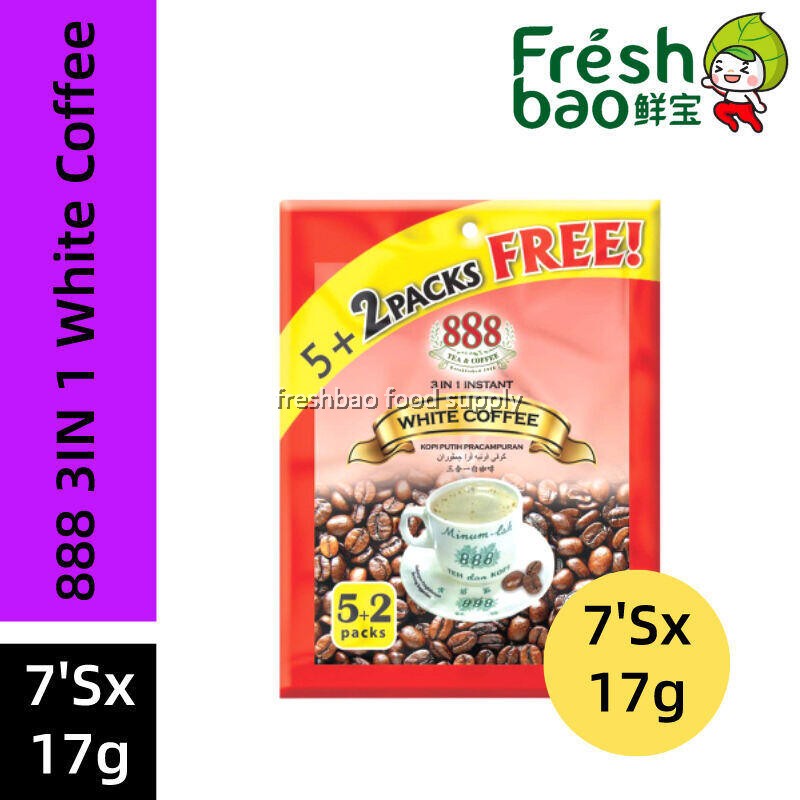 888 3IN 1 White Coffee
7'Sx
17g
Frésh
bao鲜宝
5+2PACKS FREE!
888
TEA & COFFEE
3 IN 1 INSTANT
freshbao food supply
WHITE COFFEE
KOPI PUTIH PRACAMPURAN
三合一白咖啡
Minum-lah
888
TEH dan KOPI
888
5+2
packs
7'Sx
17g